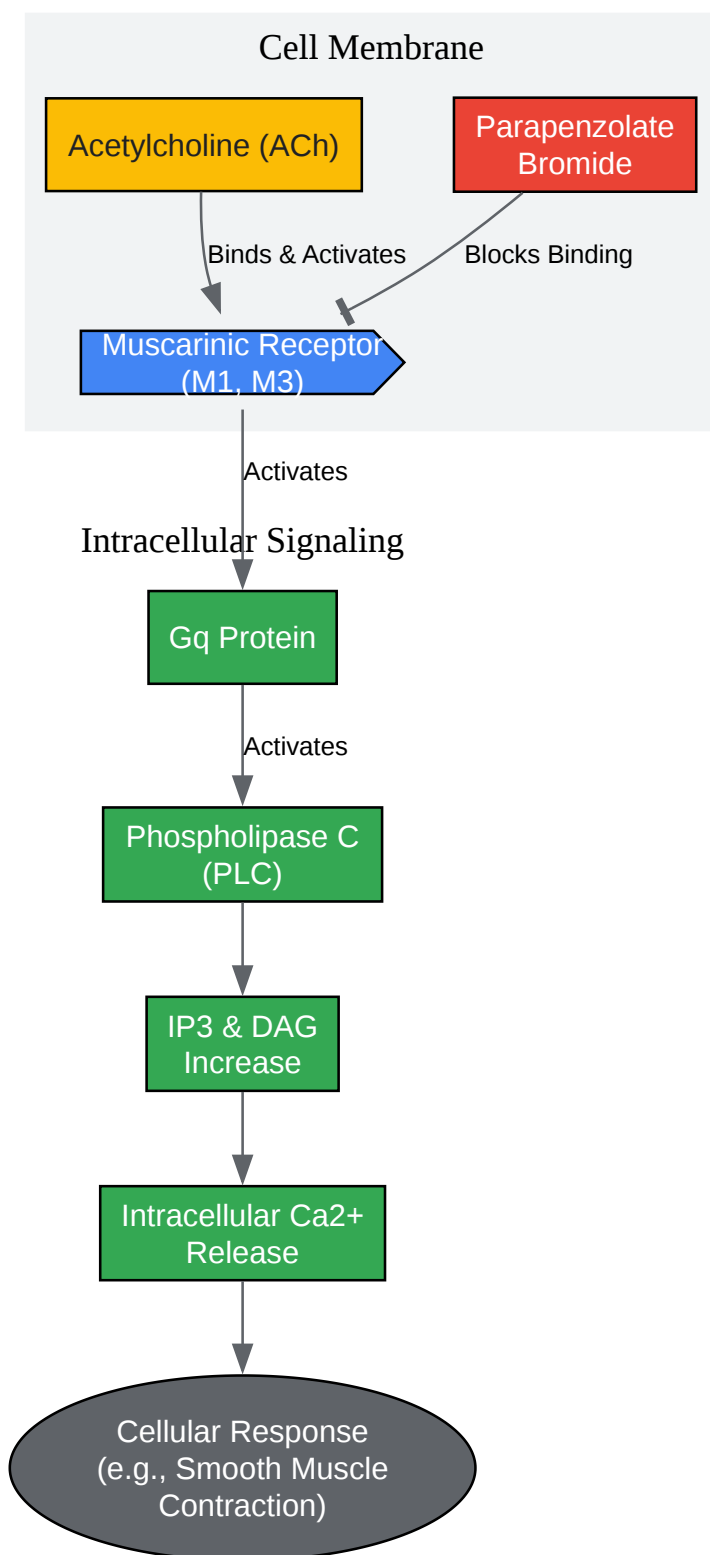 Cell Membrane
Acetylcholine (ACh)
Parapenzolate
Bromide
Binds & Activates
Blocks Binding
Muscarinic Receptor
(M1, M3)
Activates
Intracellular Signaling
Gq Protein
Activates
Phospholipase C
(PLC)
IP3 & DAG
Increase
Intracellular Ca2+
Release
Cellular Response
(e.g., Smooth Muscle
Contraction)